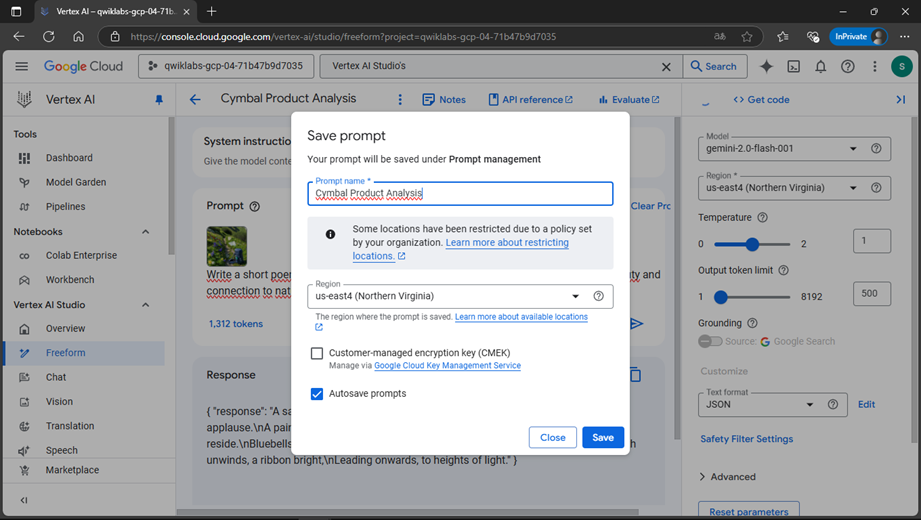 Vertex AI – qwiklabs-gcp-04-71b
https://console.cloud.google.com/vertex-ai/studio/freeform?project=qwiklabs-gcp-04-71b47b9d7035
InPrivate
Google Cloud
qwiklabs-gcp-04-71b47b9d7035
Vertex AI Studio's
Search
S
Vertex AI
Cymbal Product Analysis
Notes
API reference
Evaluate
Get code
Tools
Dashboard
Model Garden
Pipelines
Notebooks
Colab Enterprise
Workbench
Vertex AI Studio
Overview
Freeform
Chat
Vision
Translation
Speech
Marketplace
System instructio
Give the model conte
Prompt
Clear Pro
Write a short poer
ty and
connection to nat
1,312 tokens
Response
{ "response": "A sa
applause.\nA pain
reside.\nBluebells
h
unwinds, a ribbon bright,\nLeading onwards, to heights of light." }
Save prompt
Your prompt will be saved under Prompt management
Prompt name *
Cymbal Product Analysis
Some locations have been restricted due to a policy set
by your organization. Learn more about restricting
locations.
Region
us-east4 (Northern Virginia)
The region where the prompt is saved. Learn more about available locations
Customer-managed encryption key (CMEK)
Manage via Google Cloud Key Management Service
Autosave prompts
Close
Save
Model
gemini-2.0-flash-001
Region *
us-east4 (Northern Virginia)
Temperature
0
2
1
Output token limit
1
8192
500
Grounding
Source: Google Search
Customize
Text format
JSON
Edit
Safety Filter Settings
Advanced
Reset parameters